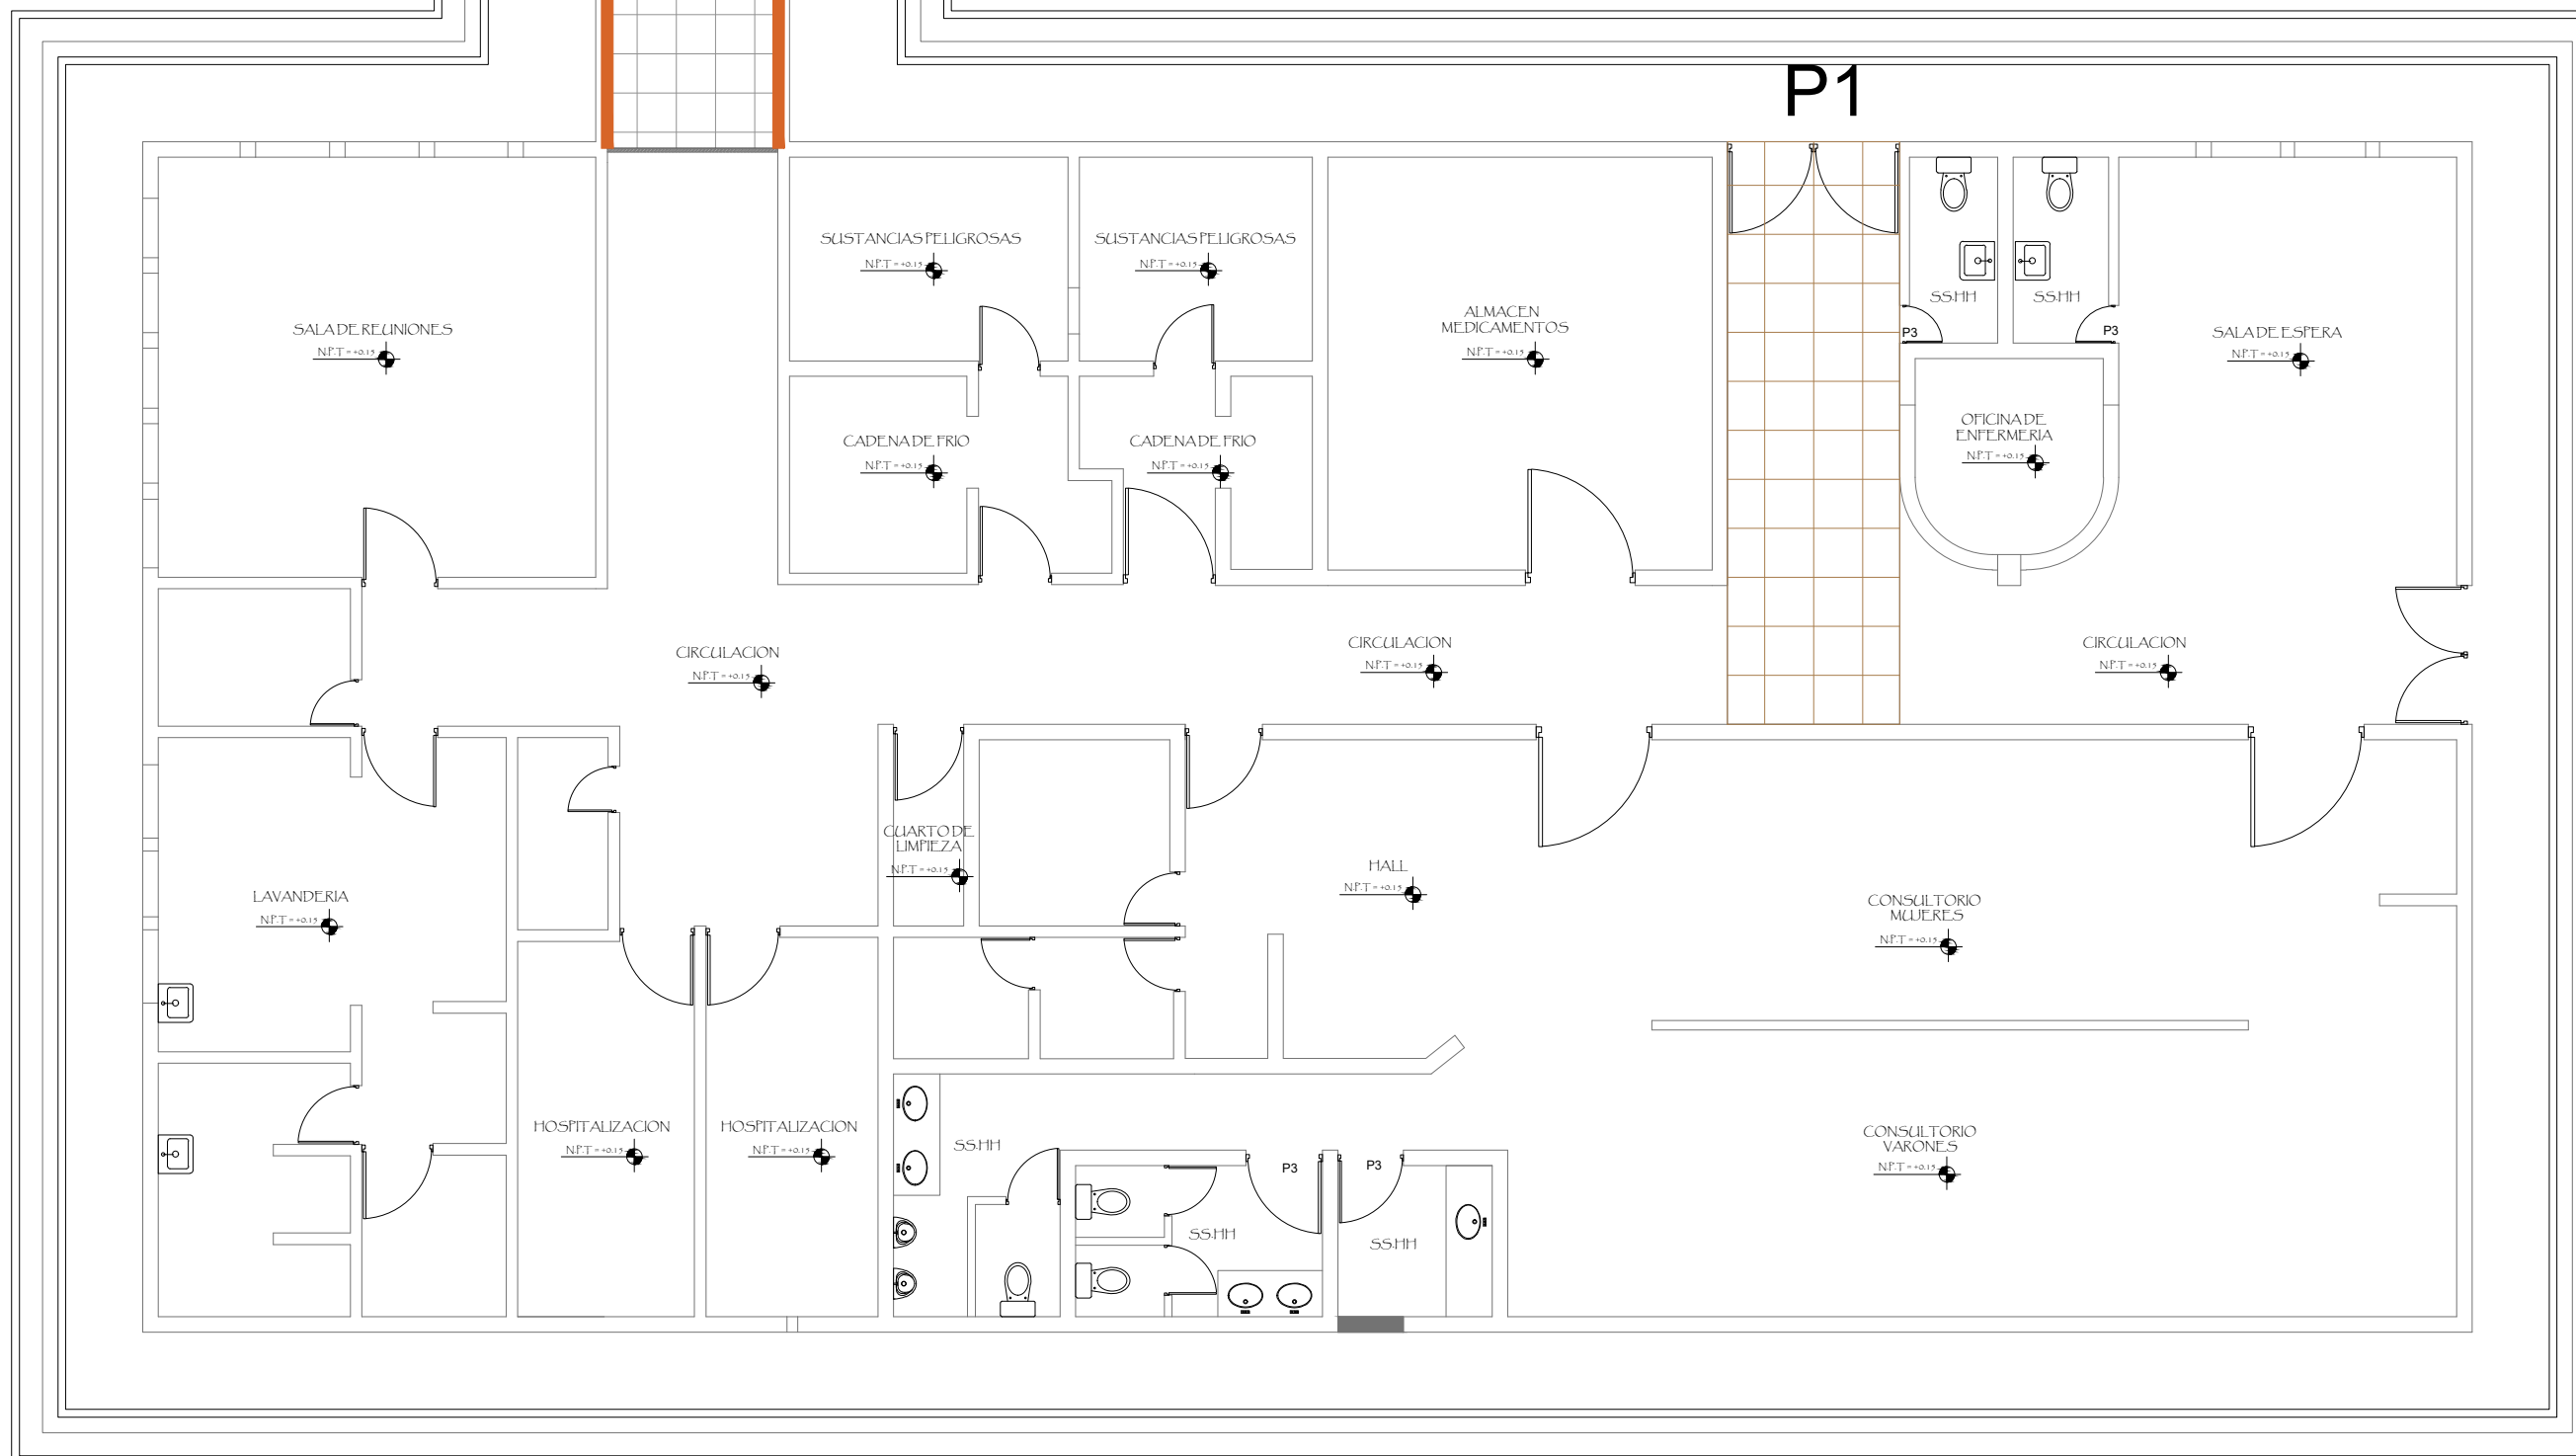 P1
SUSTANCIAS PELIGROSAS
N.P.T = +0.15
SUSTANCIAS PELIGROSAS
N.P.T = +0.15
SS.HH
SS.HH
P3
P3
SALA DE REUNIONES
N.P.T = +0.15
ALMACEN
MEDICAMENTOS
N.P.T = +0.15
SALA DE ESPERA
N.P.T = +0.15
CADENA DE FRIO
N.P.T = +0.15
CADENA DE FRIO
N.P.T = +0.15
OFICINA DE
ENFERMERIA
N.P.T = +0.15
CIRCULACION
N.P.T = +0.15
CIRCULACION
N.P.T = +0.15
CIRCULACION
N.P.T = +0.15
CUARTO DE
LIMPIEZA
N.P.T = +0.15
HALL
N.P.T = +0.15
LAVANDERIA
N.P.T = +0.15
CONSULTORIO
MUJERES
N.P.T = +0.15
HOSPITALIZACION
N.P.T = +0.15
HOSPITALIZACION
N.P.T = +0.15
SS.HH
P3
P3
SS.HH
SS.HH
CONSULTORIO
VARONES
N.P.T = +0.15